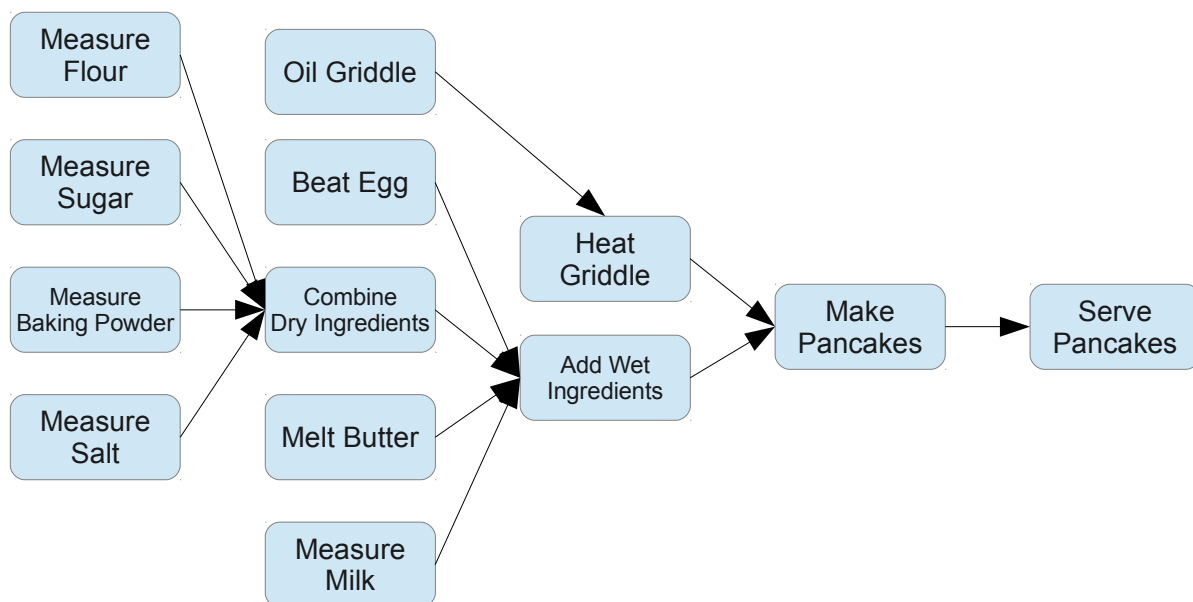 Measure
Flour
Measure
Sugar
Measure
Baking Powder
Measure
Salt
Oil Griddle
Beat Egg
Combine
Dry Ingredients
Melt Butter
Measure
Milk
Heat
Griddle
Add Wet
Ingredients
Make
Pancakes
Serve
Pancakes